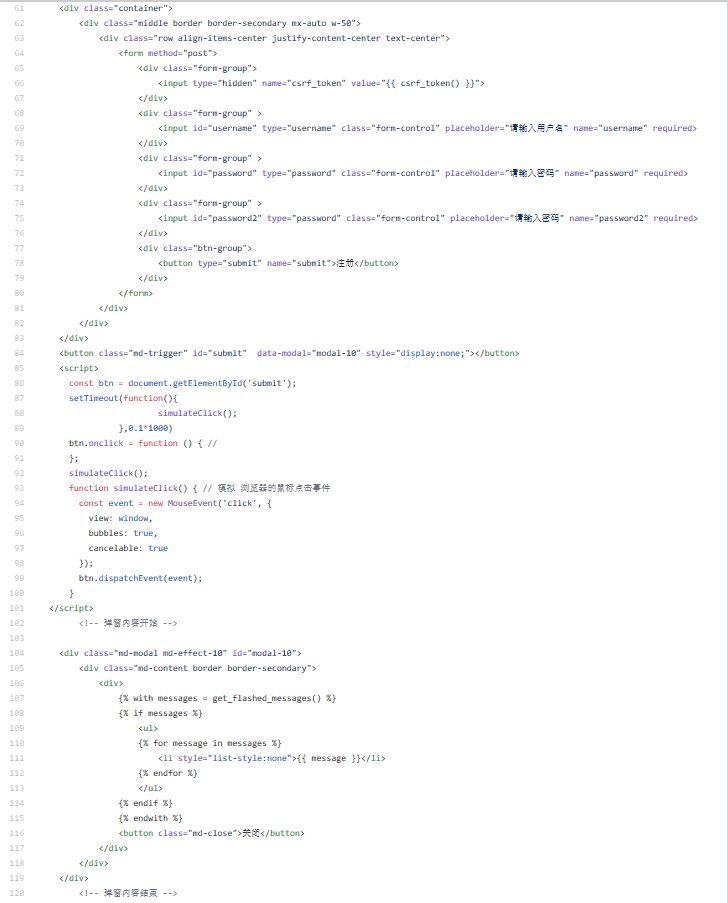 61 <div class="container">
62 <div class="middle border border-secondary mx-auto w-50">
63 <div class="row align-items-center justify-content-center text-center">
64 <form method="post">
65 <div class="form-group">
66 <input type="hidden" name="csrf_token" value="{{ csrf_token() }}">
67 </div>
68 <div class="form-group" >
69 <input id="username" type="username" class="form-control" placeholder="请输入用户名" name="username" required>
70 </div>
71 <div class="form-group" >
72 <input id="password" type="password" class="form-control" placeholder="请输入密码" name="password" required>
73 </div>
74 <div class="form-group" >
75 <input id="password2" type="password" class="form-control" placeholder="请输入密码" name="password2" required>
76 </div>
77 <div class="btn-group">
78 <button type="submit" name="submit">注册</button>
79 </div>
80 </form>
81 </div>
82 </div>
83 </div>
84 <button class="md-trigger" id="submit"  data-modal="modal-10" style="display:none;"></button>
85 <script>
86 const btn = document.getElementById('submit');
87 setTimeout(function(){
88 simulateClick();
89 },0.1*1000)
90 btn.onclick = function () { //
91 };
92 simulateClick();
93 function simulateClick() { // 模拟 浏览器的鼠标点击事件
94 const event = new MouseEvent('click', {
95 view: window,
96 bubbles: true,
97 cancelable: true
98 });
99 btn.dispatchEvent(event);
100 }
101 </script>
102 <!-- 弹窗内容开始 -->
103
104 <div class="md-modal md-effect-10" id="modal-10">
105 <div class="md-content border border-secondary">
106 <div>
107 {% with messages = get_flashed_messages() %}
108 {% if messages %}
109 <ul>
110 {% for message in messages %}
111 <li style="list-style:none">{{ message }}</li>
112 {% endfor %}
113 </ul>
114 {% endif %}
115 {% endwith %}
116 <button class="md-close">关闭</button>
117 </div>
118 </div>
119 </div>
120 <!-- 弹窗内容结束 -->